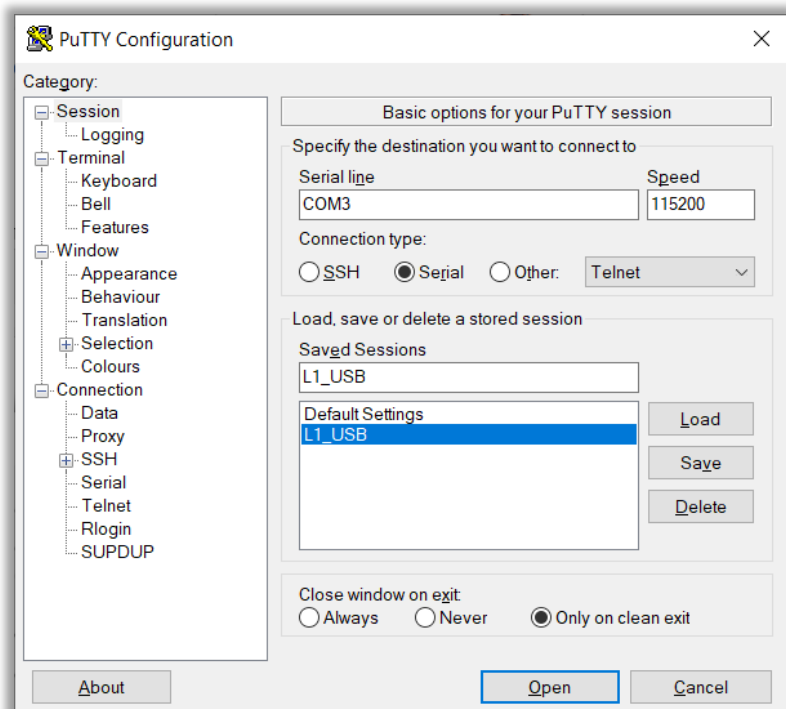 PuTTY Configuration
Category:
Session
Logging
Terminal
Keyboard
Bell
Features
Window
Appearance
Behaviour
Translation
Selection
Colours
Connection
Data
Proxy
SSH
Serial
Telnet
Rlogin
SUPDUP
Basic options for your PuTTY session
Specify the destination you want to connect to
Serial line Speed
COM3 115200
Connection type:
SSH Serial Other: Telnet
Load, save or delete a stored session
Saved Sessions
L1_USB
Default Settings
L1_USB
Load
Save
Delete
Close window on exit:
Always Never Only on clean exit
About Open Cancel